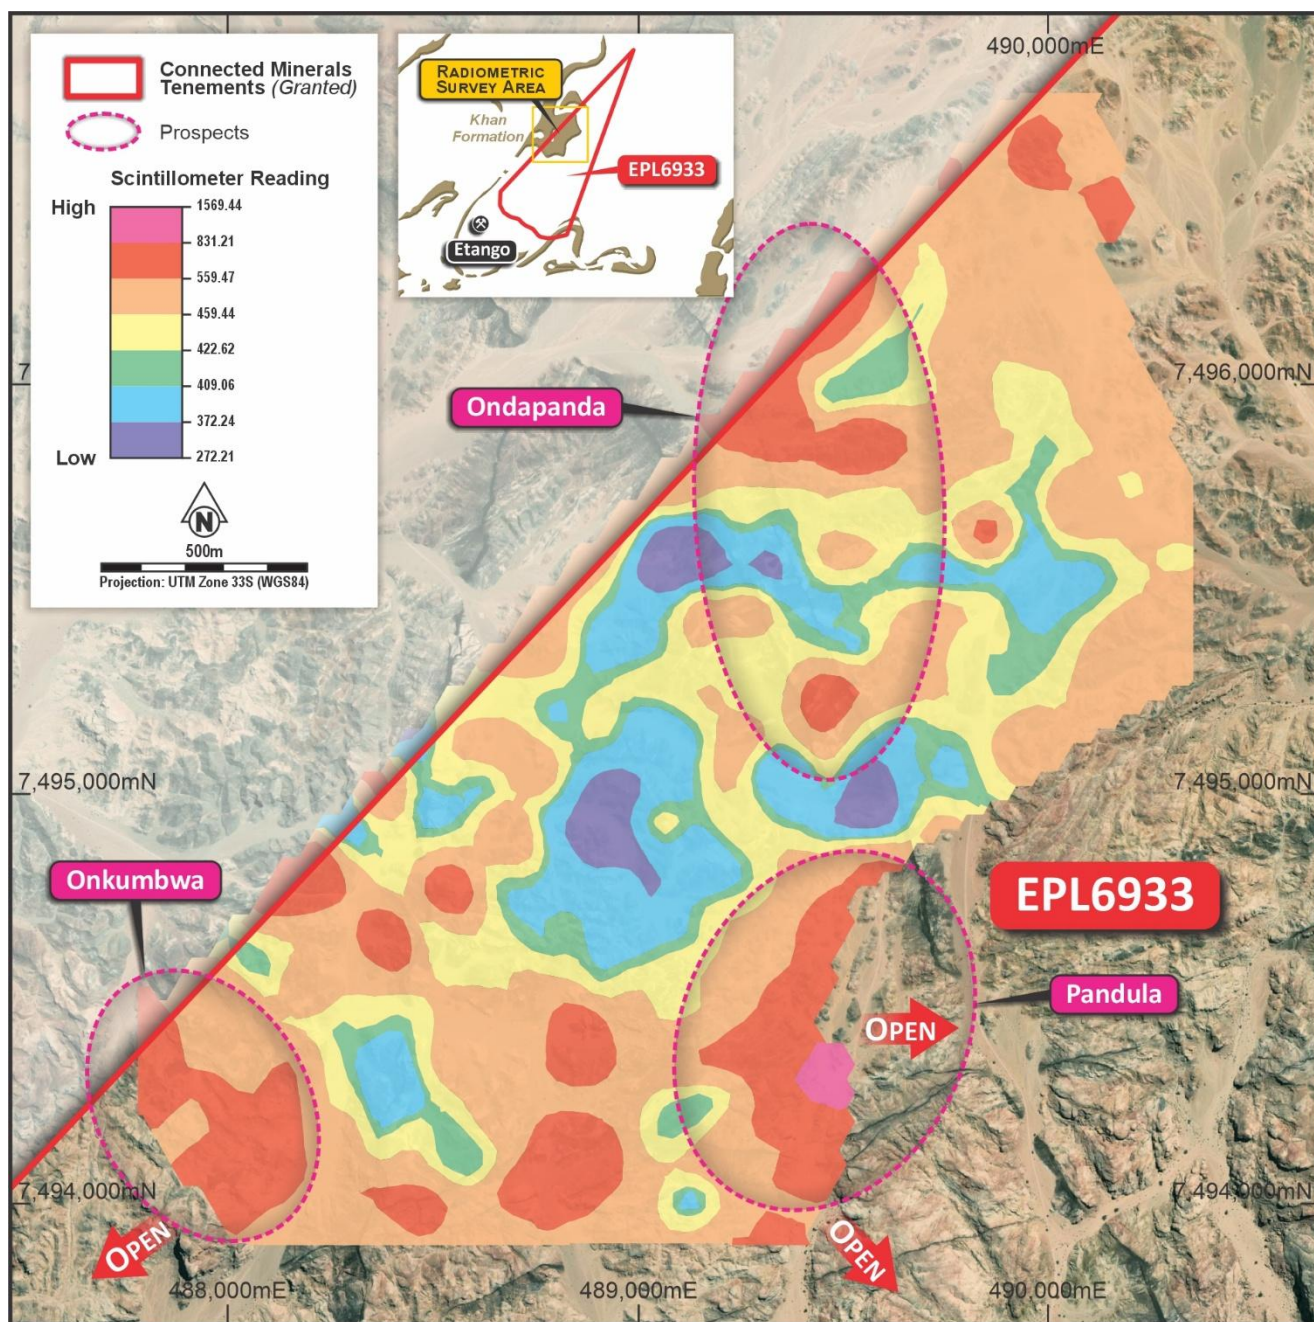 Connected Minerals
Tenements (Granted)
Prospects
Scintillometer Reading
High
1569.44
831.21
559.47
459.44
422.62
409.06
372.24
272.21
Low
N
500m
Projection: UTM Zone 33S (WGS84)
RADIOMETRIC
SURVEY AREA
Khan
Formation
EPL6933
Etango
490,000mE
7
7,496,000mN
Ondapanda
7,495,000mN
7,495,000mN
Onkumbwa
EPL6933
Pandula
OPEN
7,494,000mN
7,494,000mN
OPEN
OPEN
488,000mE
489,000mE
490,000mE